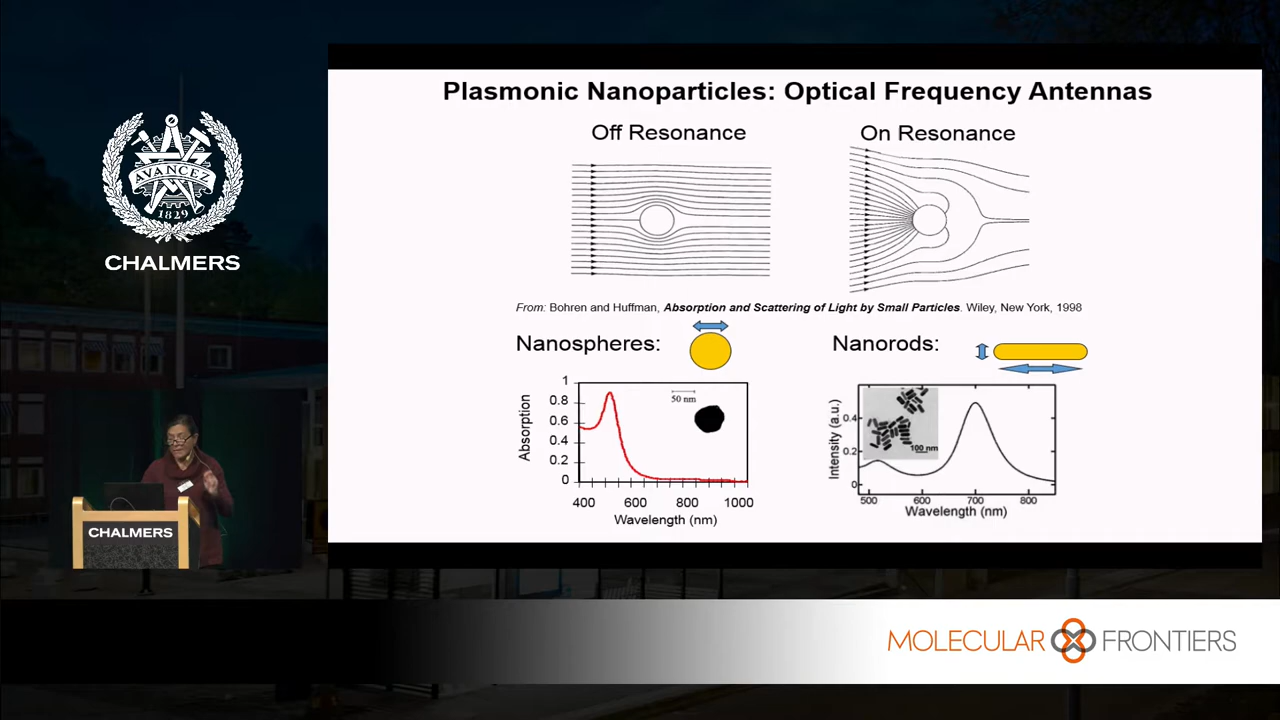 AVANCEZ
1829
CHALMERS
CHALMERS
Plasmonic Nanoparticles: Optical Frequency Antennas
Off Resonance
On Resonance
From: Bohren and Huffman, Absorption and Scattering of Light by Small Particles. Wiley, New York, 1998
Nanospheres:
Nanorods:
Absorption
1
0.8
0.6
0.4
0.2
0
50 nm
400 600 800 1000
Wavelength (nm)
Intensity (a.u.)
0.4
0.2
0
100 nm
500 600 700 800
Wavelength (nm)
MOLECULAR FRONTIERS